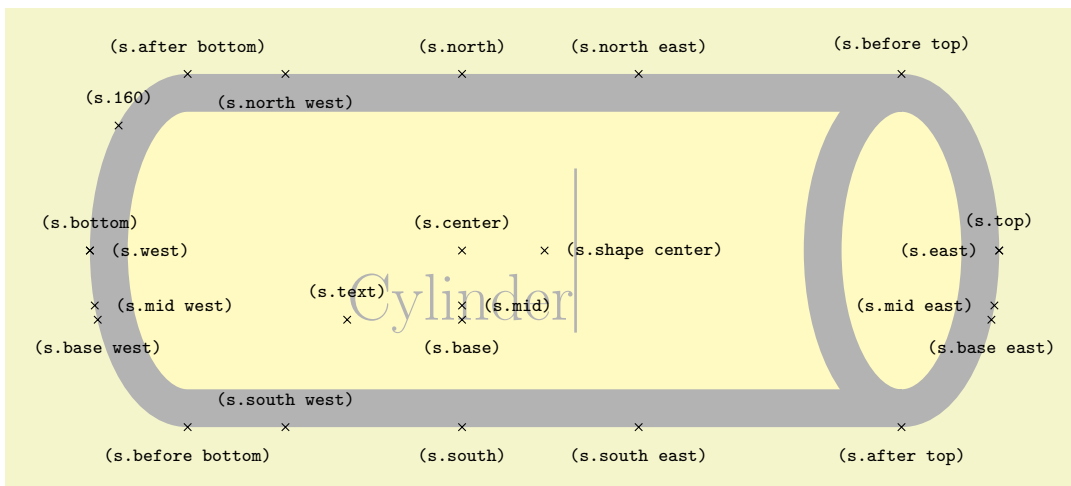 (s.after bottom) (s.north) (s.north east) (s.before top)
(s.160) (s.north west)
(s.bottom) (s.center) (s.top)
(s.west) (s.shape center) (s.east)
(s.text)
Cylinder
(s.mid west) (s.mid) (s.mid east)
(s.base west) (s.base) (s.base east)
(s.south west)
(s.before bottom) (s.south) (s.south east) (s.after top)